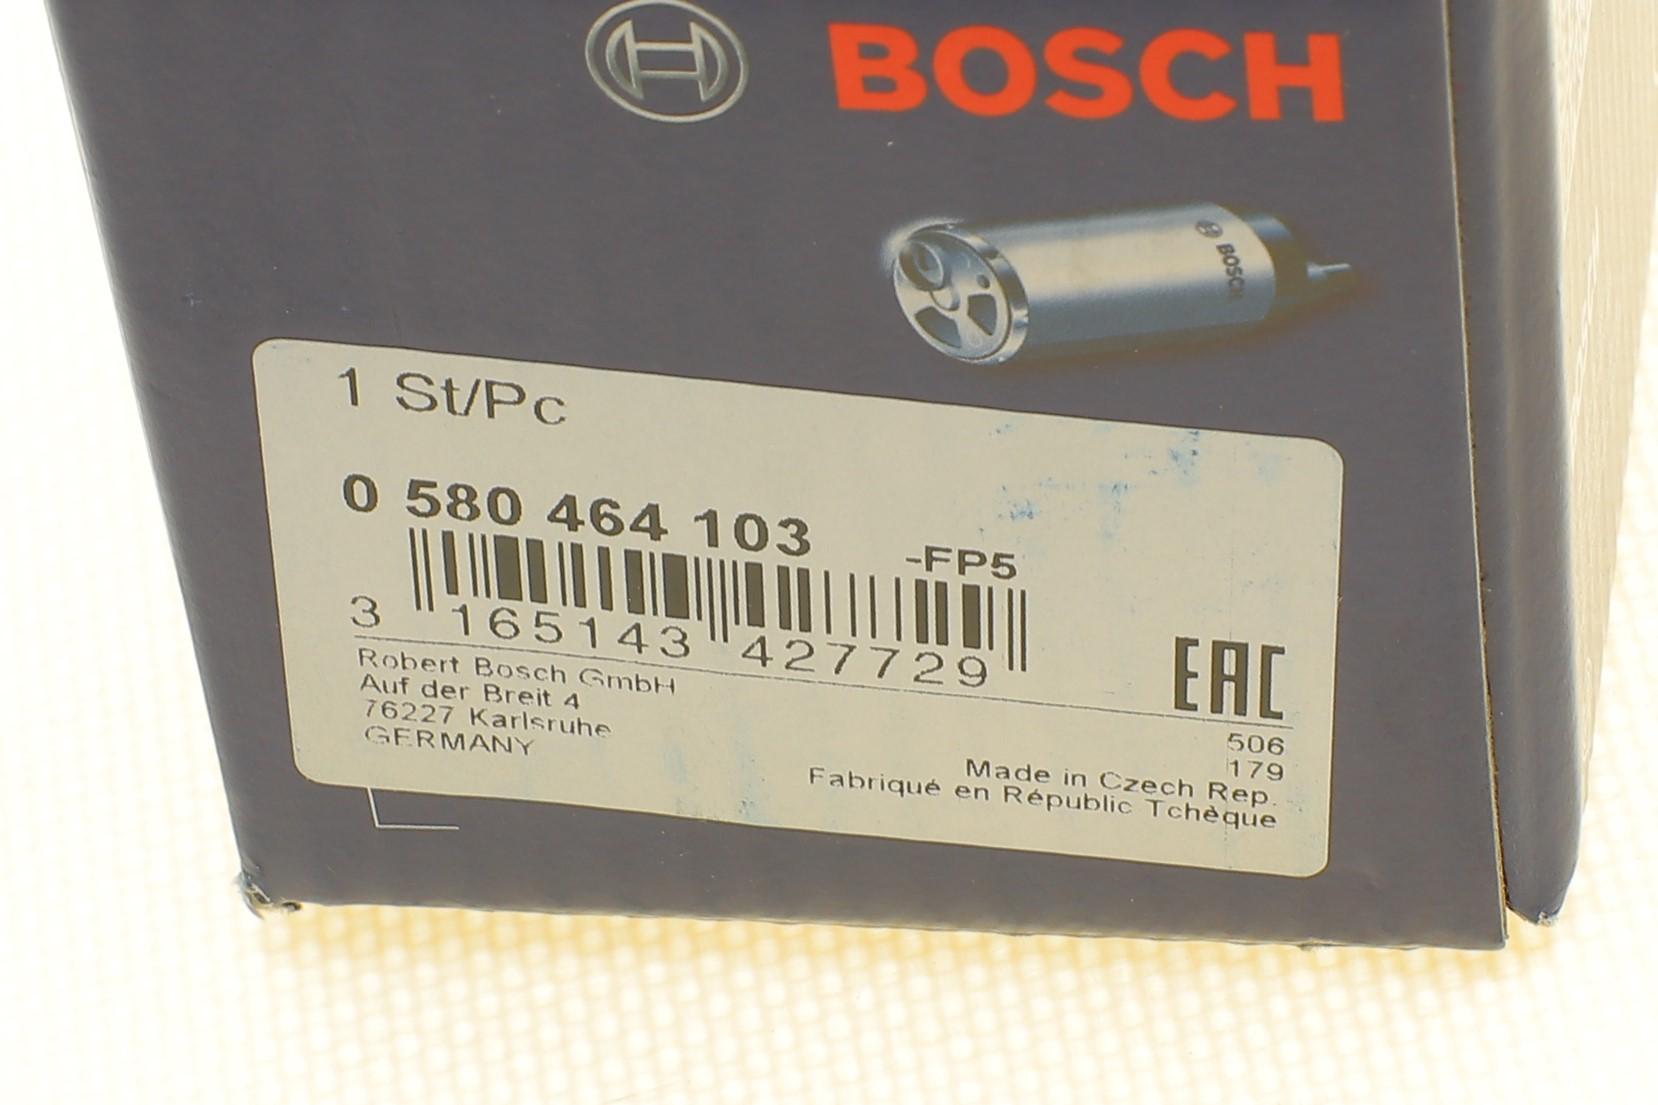 BOSCH
BOSCH
1 St/Pc
0 580 464 103 -FP5
3 165143 427729
EAC
Robert Bosch GmbH
Auf der Breit 4
76227 Karlsruhe
GERMANY
506
179
Made in Czech Rep.
Fabriqué en Républic Tchèque